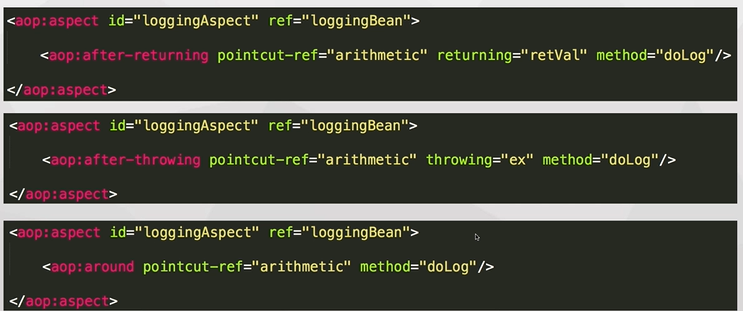 <aop:aspect id="loggingAspect" ref="loggingBean">
<aop:after-returning pointcut-ref="arithmetic" returning="retVal" method="doLog"/>
</aop:aspect>
<aop:aspect id="loggingAspect" ref="loggingBean">
<aop:after-throwing pointcut-ref="arithmetic" throwing="ex" method="doLog"/>
</aop:aspect>
<aop:aspect id="loggingAspect" ref="loggingBean">
<aop:around pointcut-ref="arithmetic" method="doLog"/>
</aop:aspect>